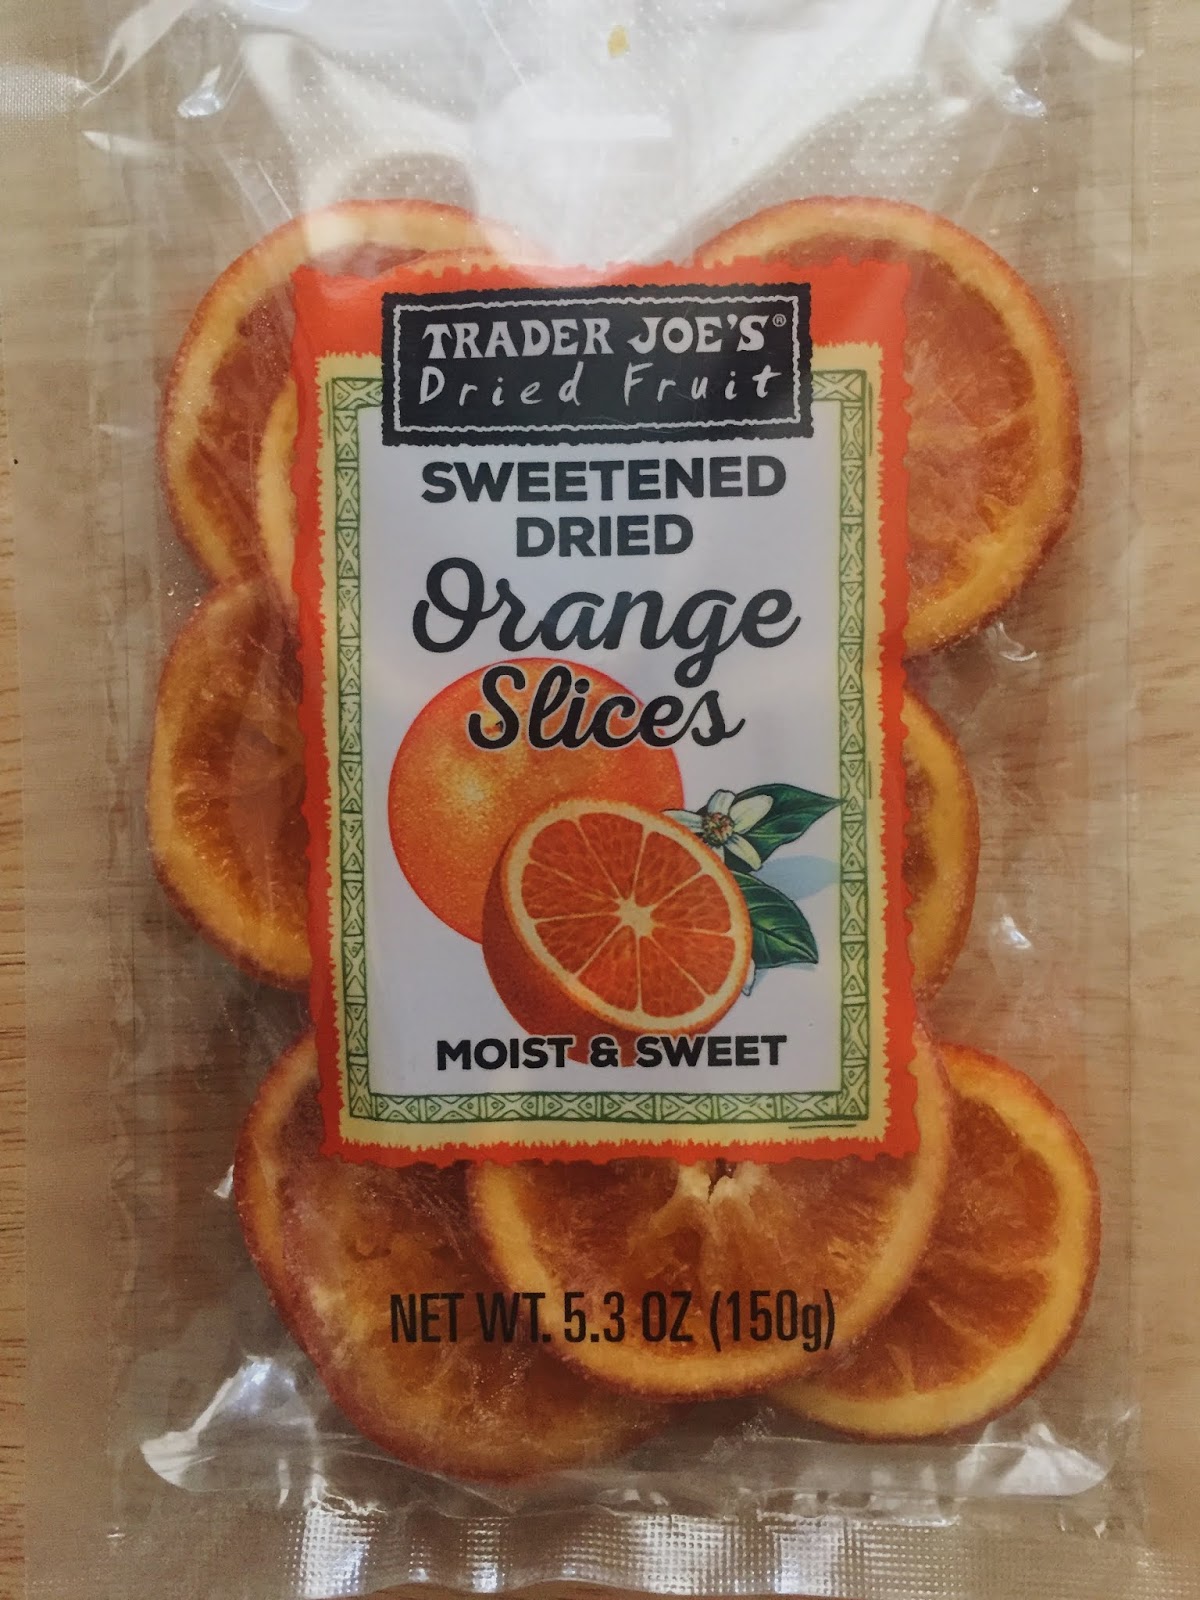 TRADER JOE'S®
Dried Fruit
SWEETENED
DRIED
Orange
Slices
MOIST & SWEET
NET WT. 5.3 OZ (150g)